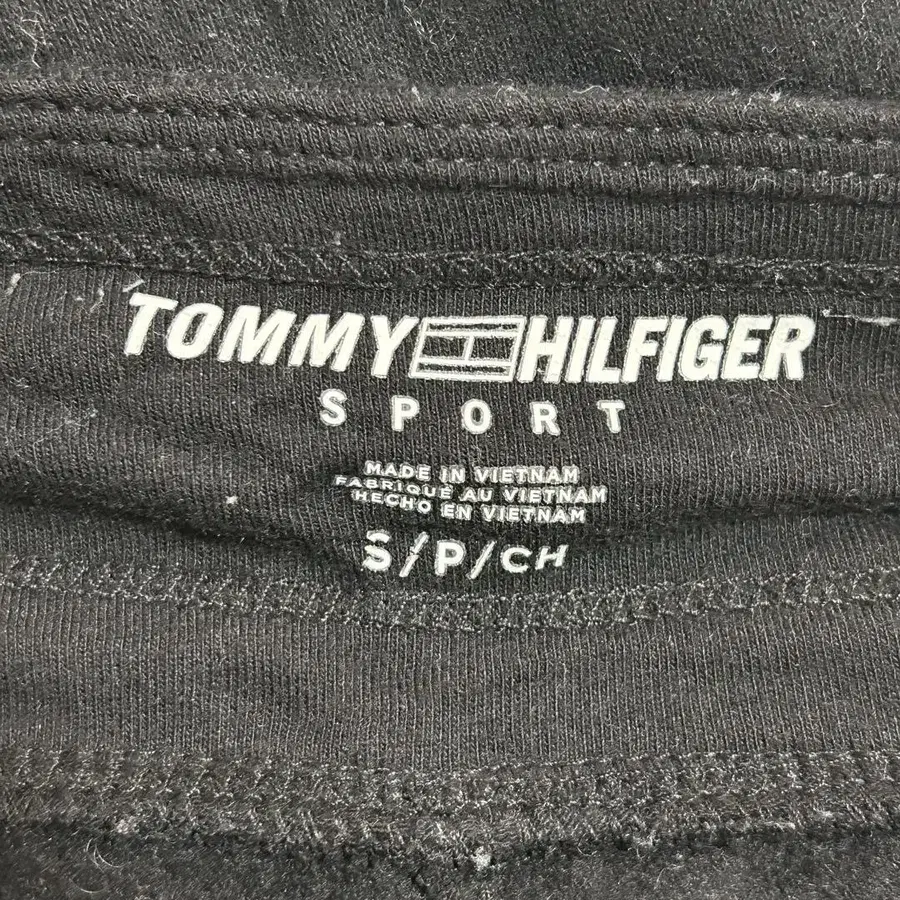 TOMMY HILFIGER
SPORT
MADE IN VIETNAM
FABRIQUÉ AU VIETNAM
HECHO EN VIETNAM
S/P/CH